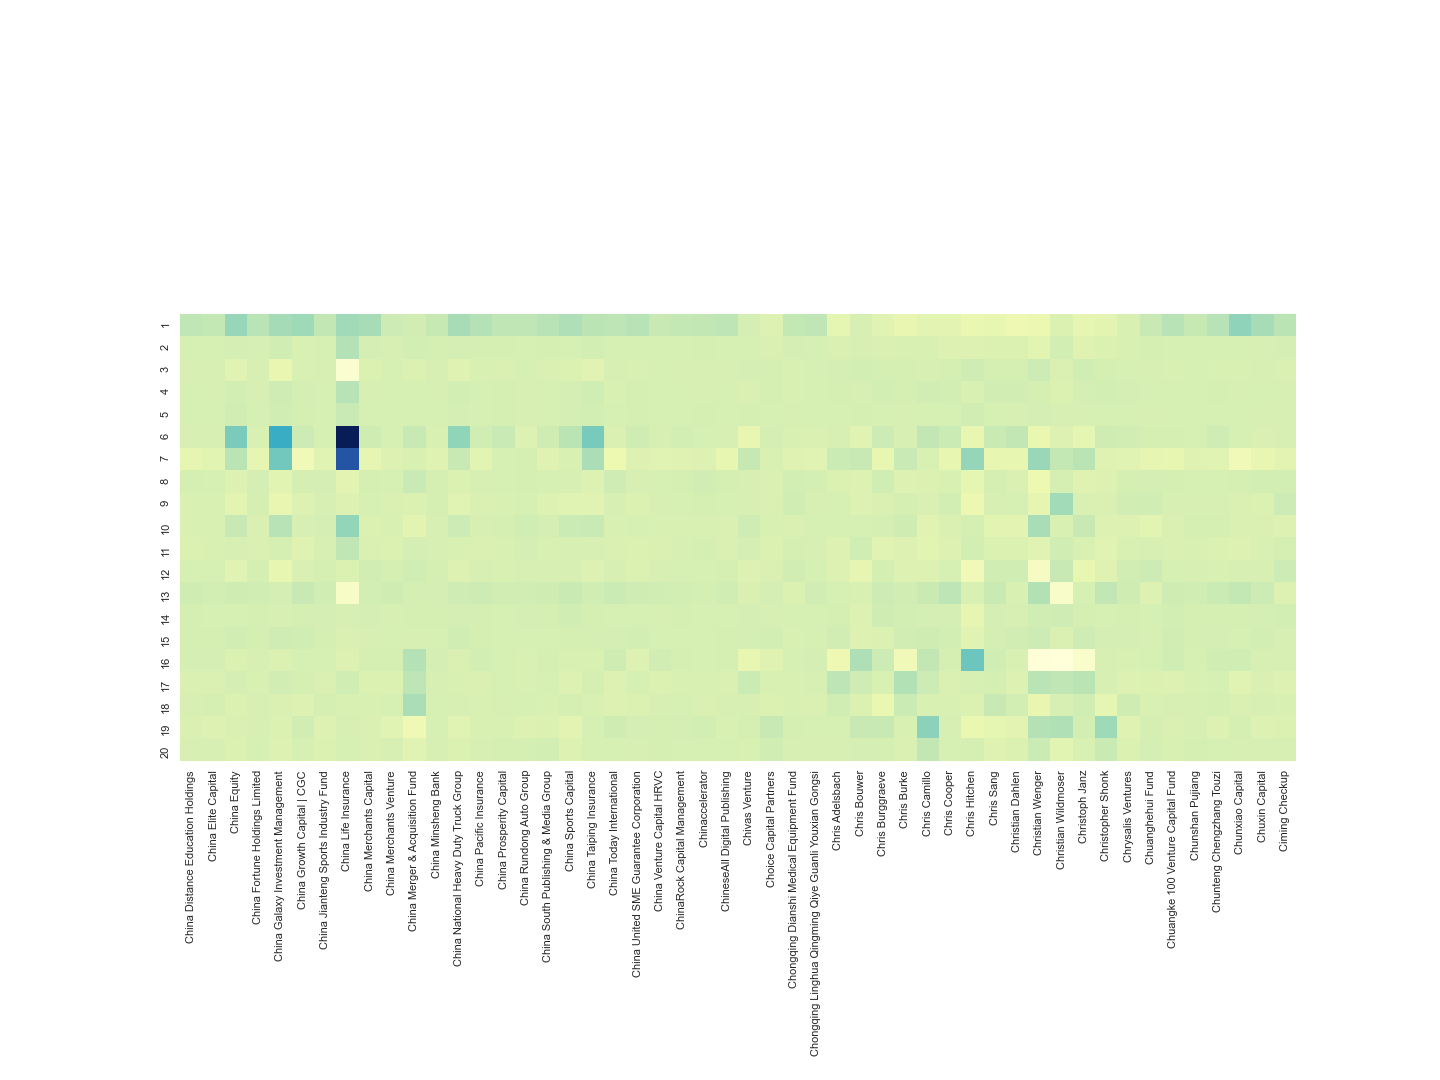 1
2
3
4
5
6
7
8
9
10
11
12
13
14
15
16
17
18
19
20
China Distance Education Holdings
China Elite Capital
China Equity
China Fortune Holdings Limited
China Galaxy Investment Management
China Growth Capital | CGC
China Jianteng Sports Industry Fund
China Life Insurance
China Merchants Capital
China Merchants Venture
China Merger & Acquisition Fund
China Minsheng Bank
China National Heavy Duty Truck Group
China Pacific Insurance
China Prosperity Capital
China Rundong Auto Group
China South Publishing & Media Group
China Sports Capital
China Taiping Insurance
China Today International
China United SME Guarantee Corporation
China Venture Capital HRVC
ChinaRock Capital Management
Chinaccelerator
ChineseAll Digital Publishing
Chivas Venture
Choice Capital Partners
Chongqing Dianshi Medical Equipment Fund
Chongqing Linghua Qingming Qiye Guanli Youxian Gongsi
Chris Adelsbach
Chris Bouwer
Chris Burggraeve
Chris Burke
Chris Camillo
Chris Cooper
Chris Hitchen
Chris Sang
Christian Dahlen
Christian Wenger
Christian Wildmoser
Christoph Janz
Christopher Shonk
Chrysalis Ventures
Chuanghehui Fund
Chuangke 100 Venture Capital Fund
Chunshan Pujiang
Chunteng Chengzhang Touzi
Chunxiao Capital
Chuxin Capital
Ciming Checkup